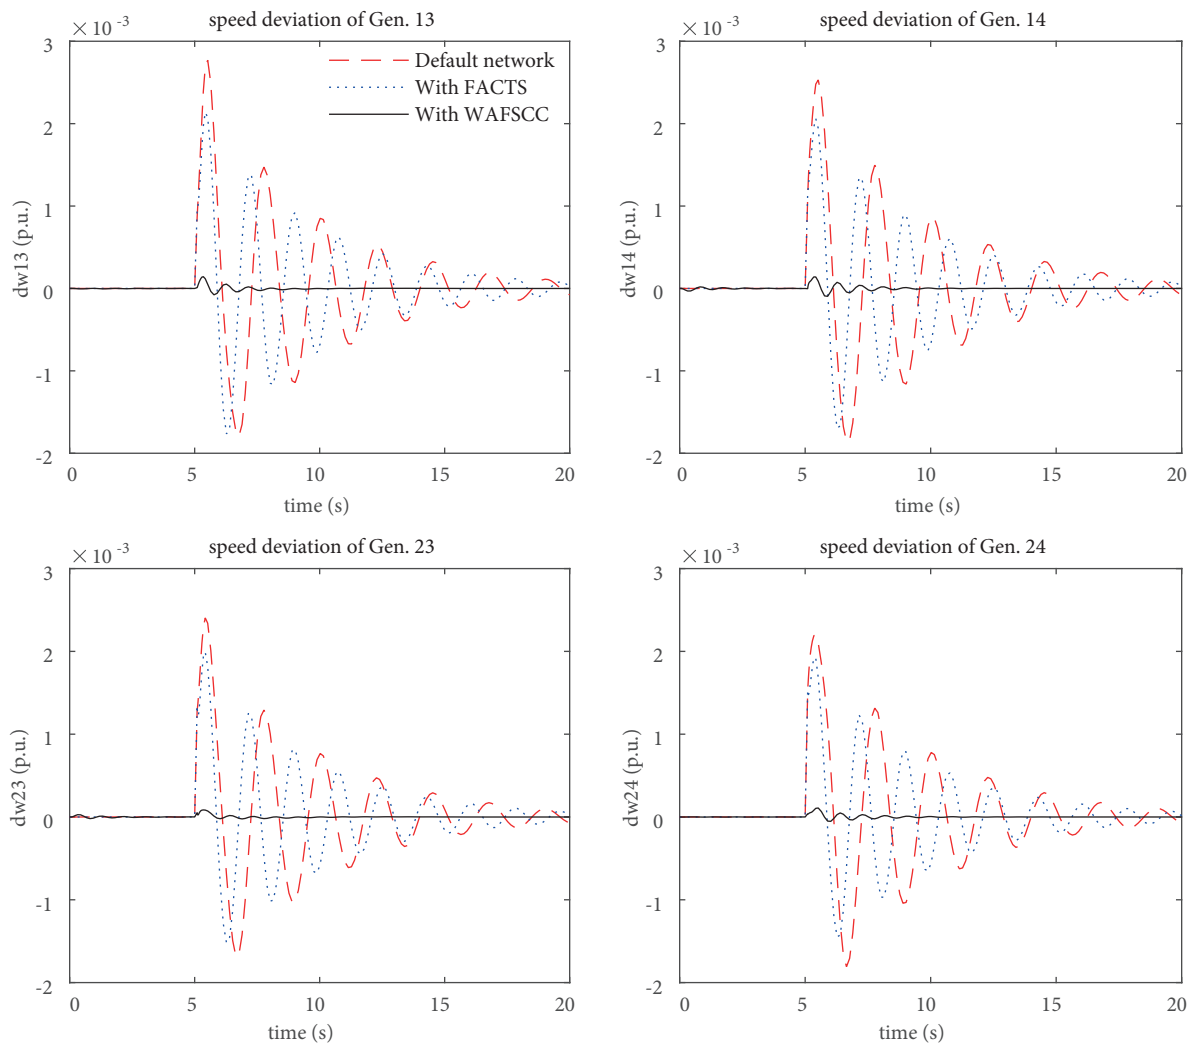 speed deviation of Gen. 13
× 10 -3
3
2
1
0
-1
-2
0
5
10
15
20
dw13 (p.u.)
time (s)
Default network
With FACTS
With WAFSCC
speed deviation of Gen. 14
× 10 -3
3
2
1
0
-1
-2
0
5
10
15
20
dw14 (p.u.)
time (s)
speed deviation of Gen. 23
× 10 -3
3
2
1
0
-1
-2
0
5
10
15
20
dw23 (p.u.)
time (s)
speed deviation of Gen. 24
× 10 -3
3
2
1
0
-1
-2
0
5
10
15
20
dw24 (p.u.)
time (s)